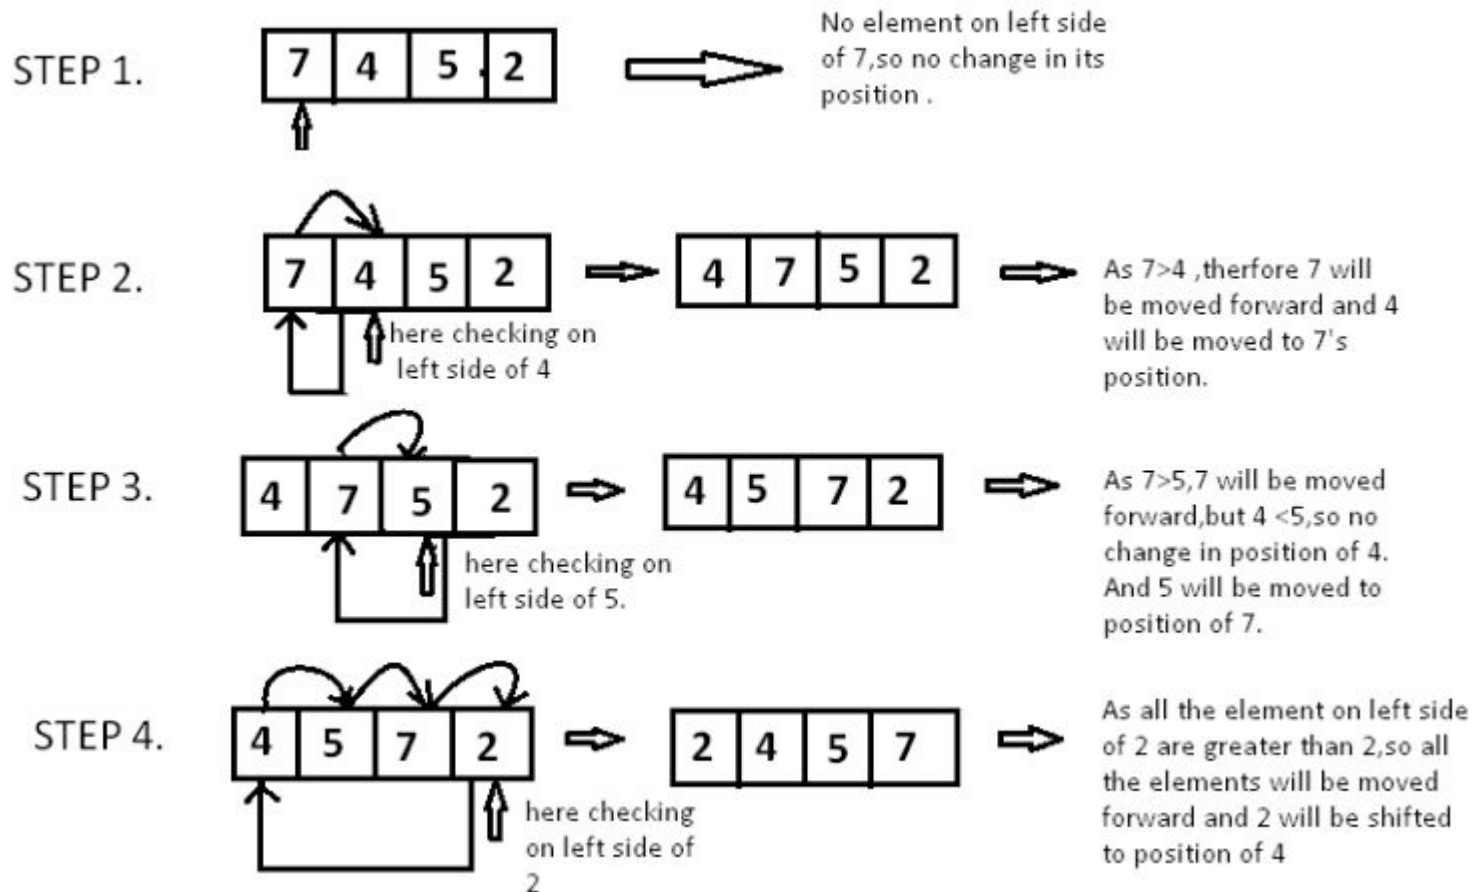 STEP 1.
7 4 5 2
No element on left side
of 7,so no change in its
position .
STEP 2.
7 4 5 2
here checking on
left side of 4
4 7 5 2
As 7>4 ,therfore 7 will
be moved forward and 4
will be moved to 7's
position.
STEP 3.
4 7 5 2
here checking on
left side of 5.
4 5 7 2
As 7>5,7 will be moved
forward,but 4 <5,so no
change in position of 4.
And 5 will be moved to
position of 7.
STEP 4.
4 5 7 2
here checking
on left side of
2
2 4 5 7
As all the element on left side
of 2 are greater than 2,so all
the elements will be moved
forward and 2 will be shifted
to position of 4